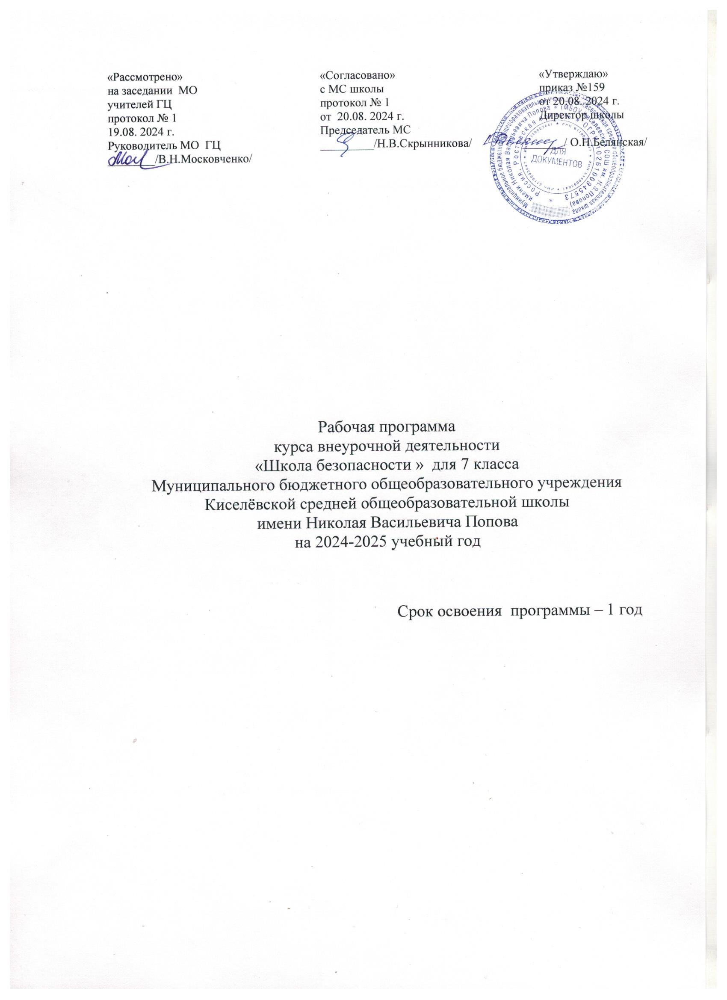 «Рассмотрено»
на заседании  МО
учителей ГЦ
протокол № 1
19.08. 2024 г.
Руководитель МО  ГЦ
________/В.Н.Московченко/
«Согласовано»
с МС школы
протокол № 1
от  20.08. 2024 г.
Председатель МС
_________/Н.В.Скрынникова/
«Утверждаю»
приказ №159
от 20.08. 2024 г.
Директор школы
/ О.Н.Белянская/
ДЛЯ
ДОКУМЕНТОВ
Рабочая программа
курса внеурочной деятельности
«Школа безопасности »  для 7 класса
Муниципального бюджетного общеобразовательного учреждения
Киселёвской средней общеобразовательной школы
имени Николая Васильевича Попова
на 2024-2025 учебный год
Срок освоения  программы – 1 год